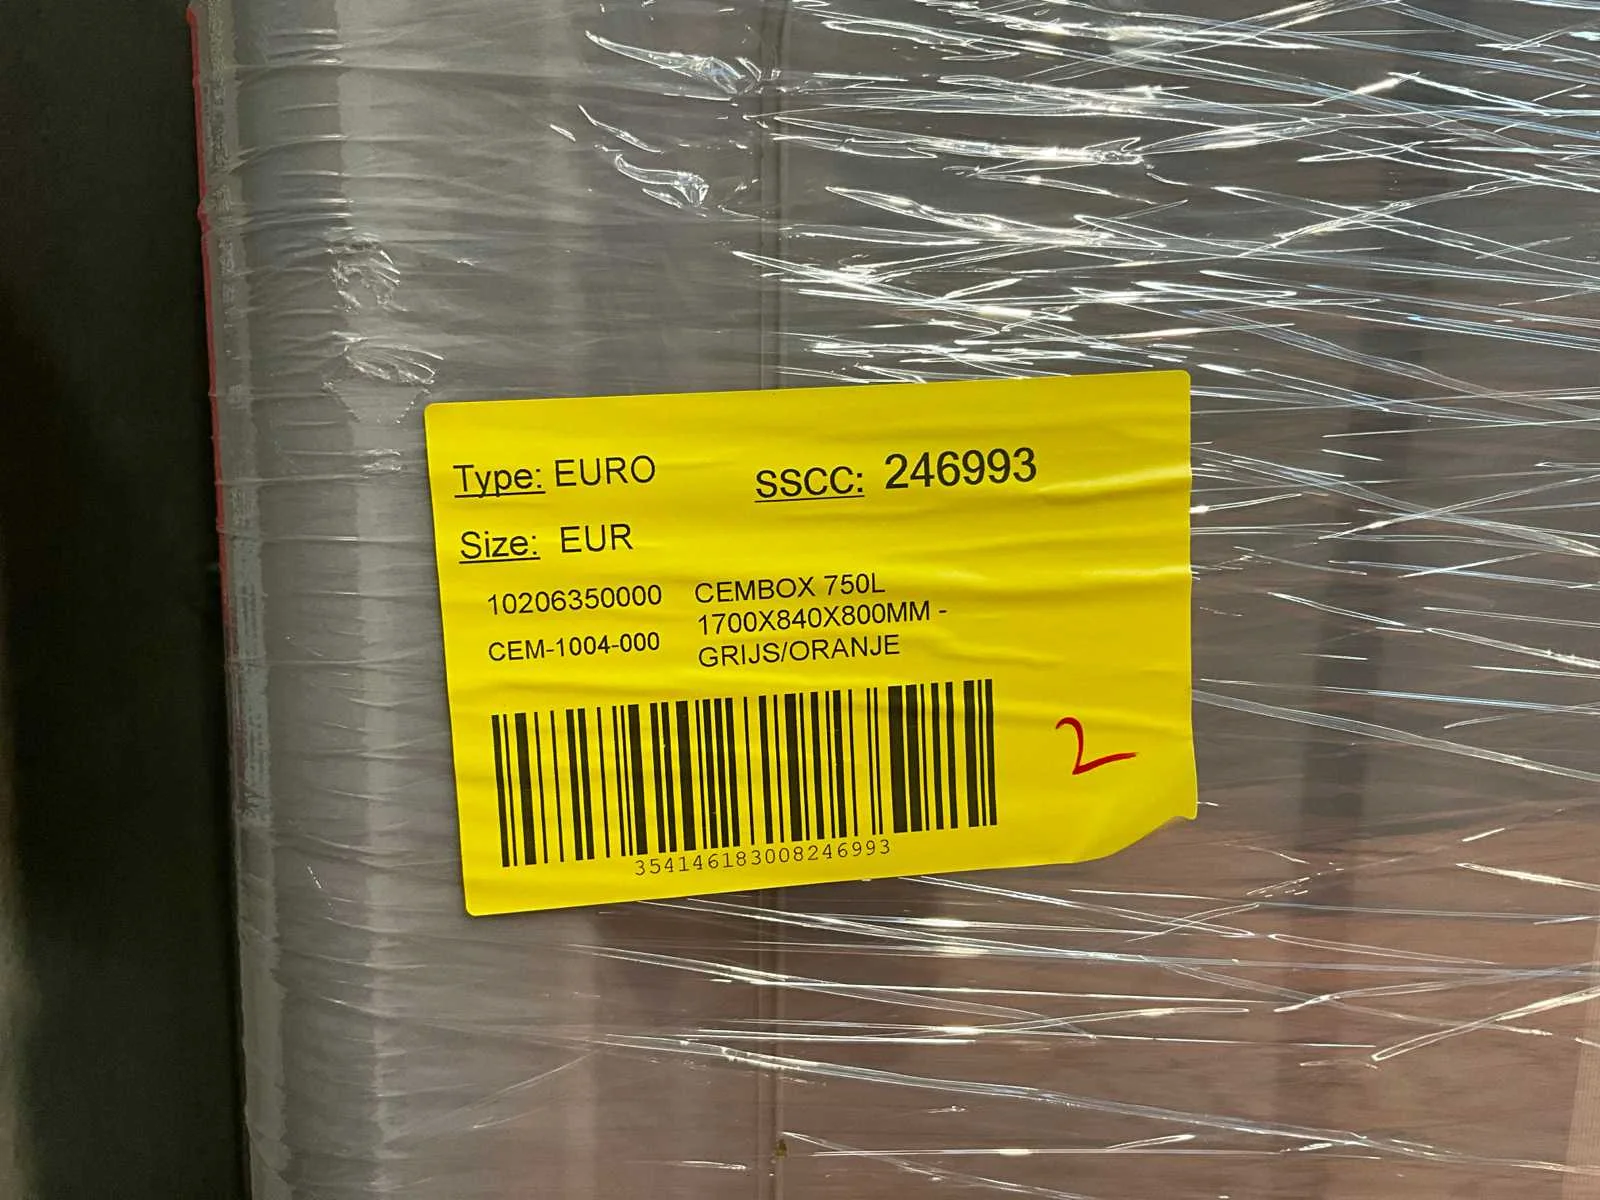 Type: EURO SSCC: 246993
Size: EUR
10206350000 CEMBOX 750L
1700X840X800MM -
CEM-1004-000 GRIJS/ORANJE
354146183008246993
2